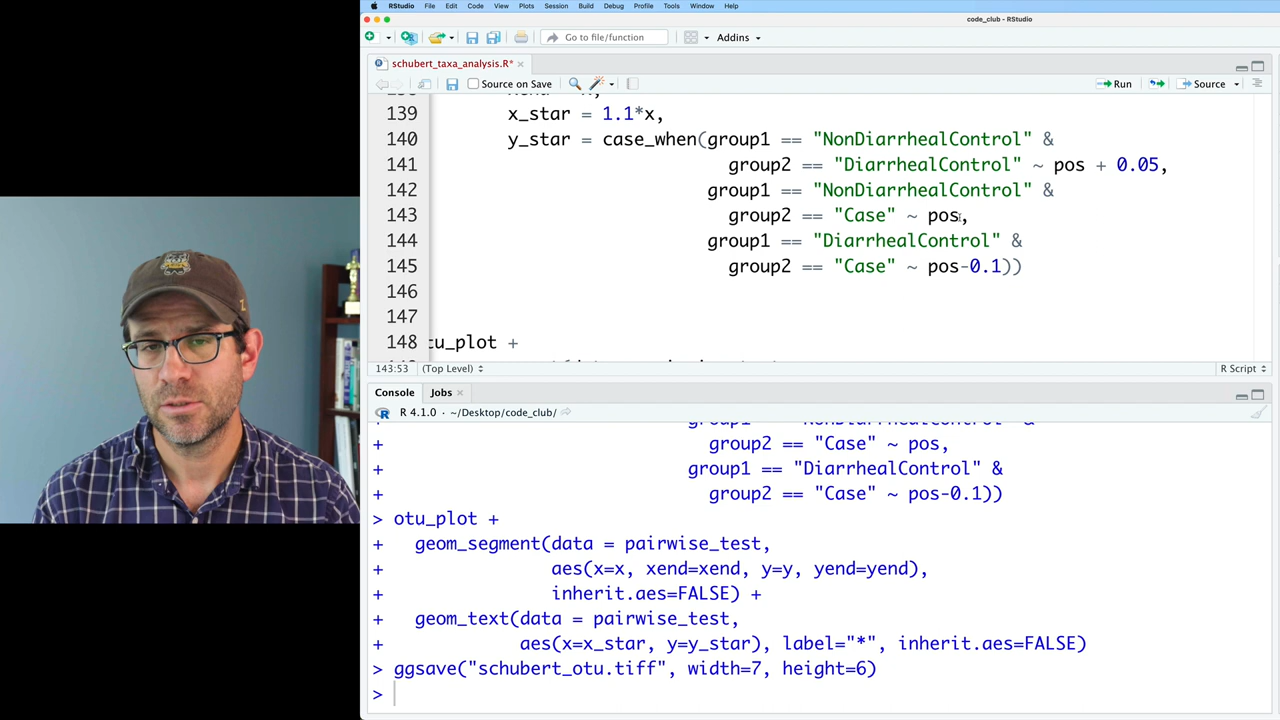 RStudio File Edit Code View Plots Session Build Debug Profile Tools Window Help
code_club - RStudio
Go to file/function Addins
schubert_taxa_analysis.R*
Source on Save Run Source
139 x_star = 1.1*x,
140 y_star = case_when(group1 == "NonDiarrhealControl" &
141 group2 == "DiarrhealControl" ~ pos + 0.05,
142 group1 == "NonDiarrhealControl" &
143 group2 == "Case" ~ pos,
144 group1 == "DiarrhealControl" &
145 group2 == "Case" ~ pos-0.1))
146
147
148 tu_plot +
143:53 (Top Level) R Script
Console Jobs
R 4.1.0 · ~/Desktop/code_club/
+ group2 == "Case" ~ pos,
+ group1 == "DiarrhealControl" &
+ group2 == "Case" ~ pos-0.1))
> otu_plot +
+ geom_segment(data = pairwise_test,
+ aes(x=x, xend=xend, y=y, yend=yend),
+ inherit.aes=FALSE) +
+ geom_text(data = pairwise_test,
+ aes(x=x_star, y=y_star), label="*", inherit.aes=FALSE)
> ggsave("schubert_otu.tiff", width=7, height=6)
>